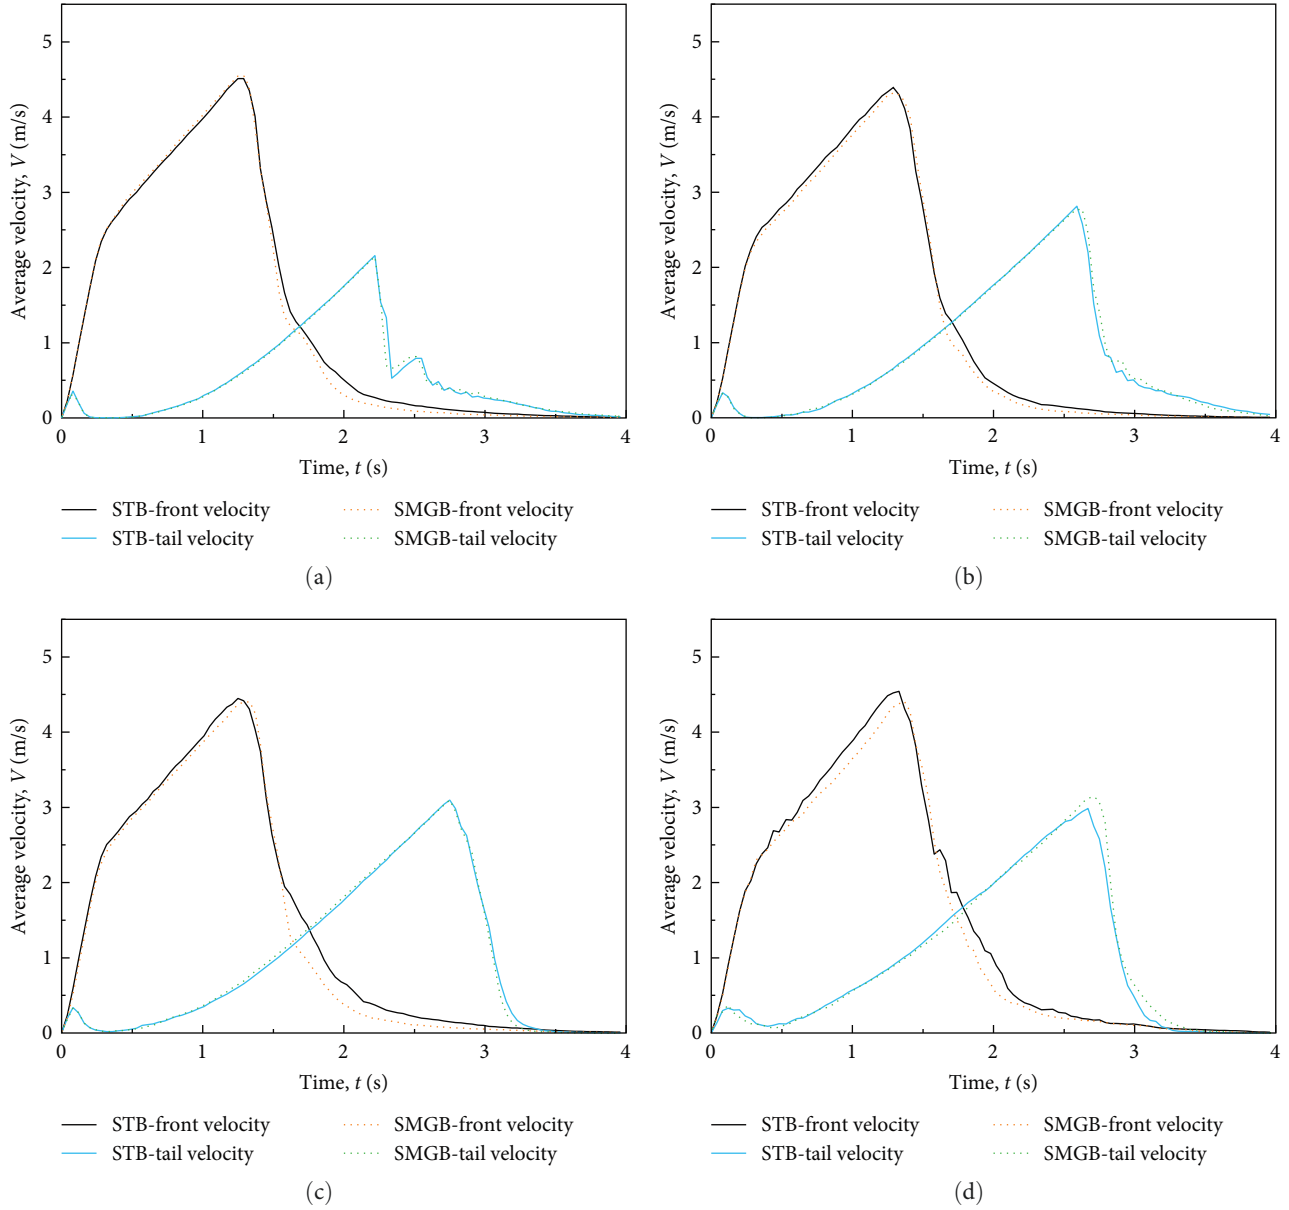 5
4
3
2
1
0
Average velocity, V (m/s)
0 1 2 3 4
Time, t (s)
STB-front velocity SMGB-front velocity
STB-tail velocity SMGB-tail velocity
(a)
5
4
3
2
1
0
Average velocity, V (m/s)
0 1 2 3 4
Time, t (s)
STB-front velocity SMGB-front velocity
STB-tail velocity SMGB-tail velocity
(b)
5
4
3
2
1
0
Average velocity, V (m/s)
0 1 2 3 4
Time, t (s)
STB-front velocity SMGB-front velocity
STB-tail velocity SMGB-tail velocity
(c)
5
4
3
2
1
0
Average velocity, V (m/s)
0 1 2 3 4
Time, t (s)
STB-front velocity SMGB-front velocity
STB-tail velocity SMGB-tail velocity
(d)